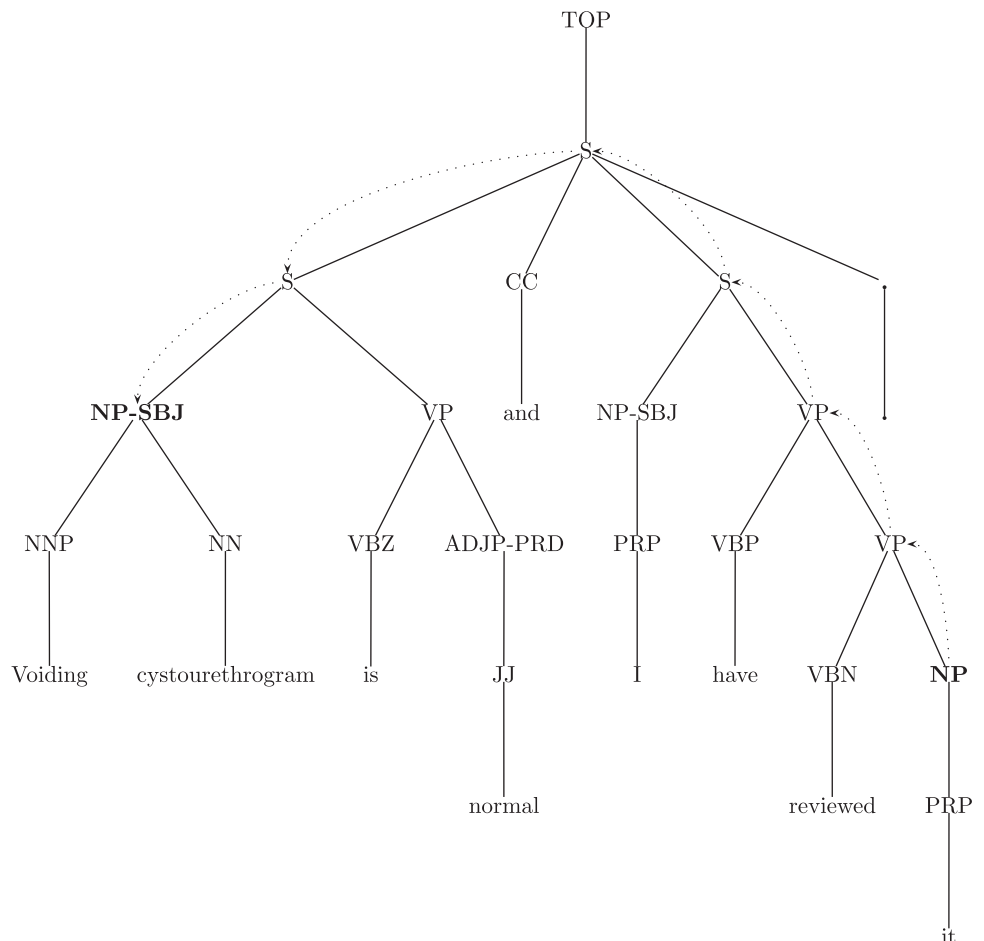 TOP
S
S CC S .
NP-SBJ VP and NP-SBJ VP .
NNP NN VBZ ADJP-PRD PRP VBP VP
Voiding cystourethrogram is JJ I have VBN NP
normal reviewed PRP
it